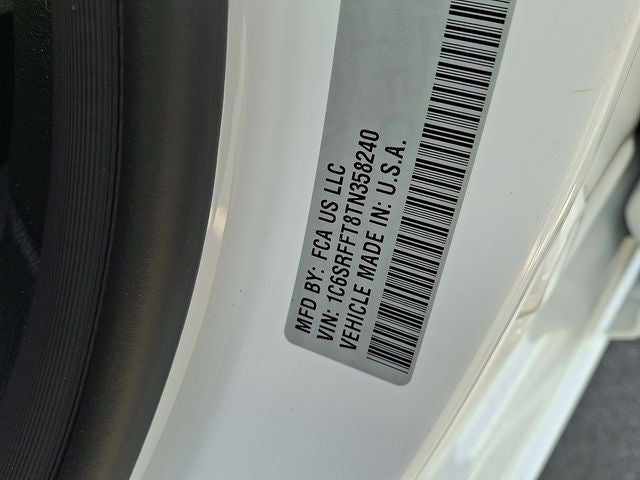 MFD BY: FCA US LLC
VIN: 1C6SRFFT8TN358240
VEHICLE MADE IN: U.S.A.